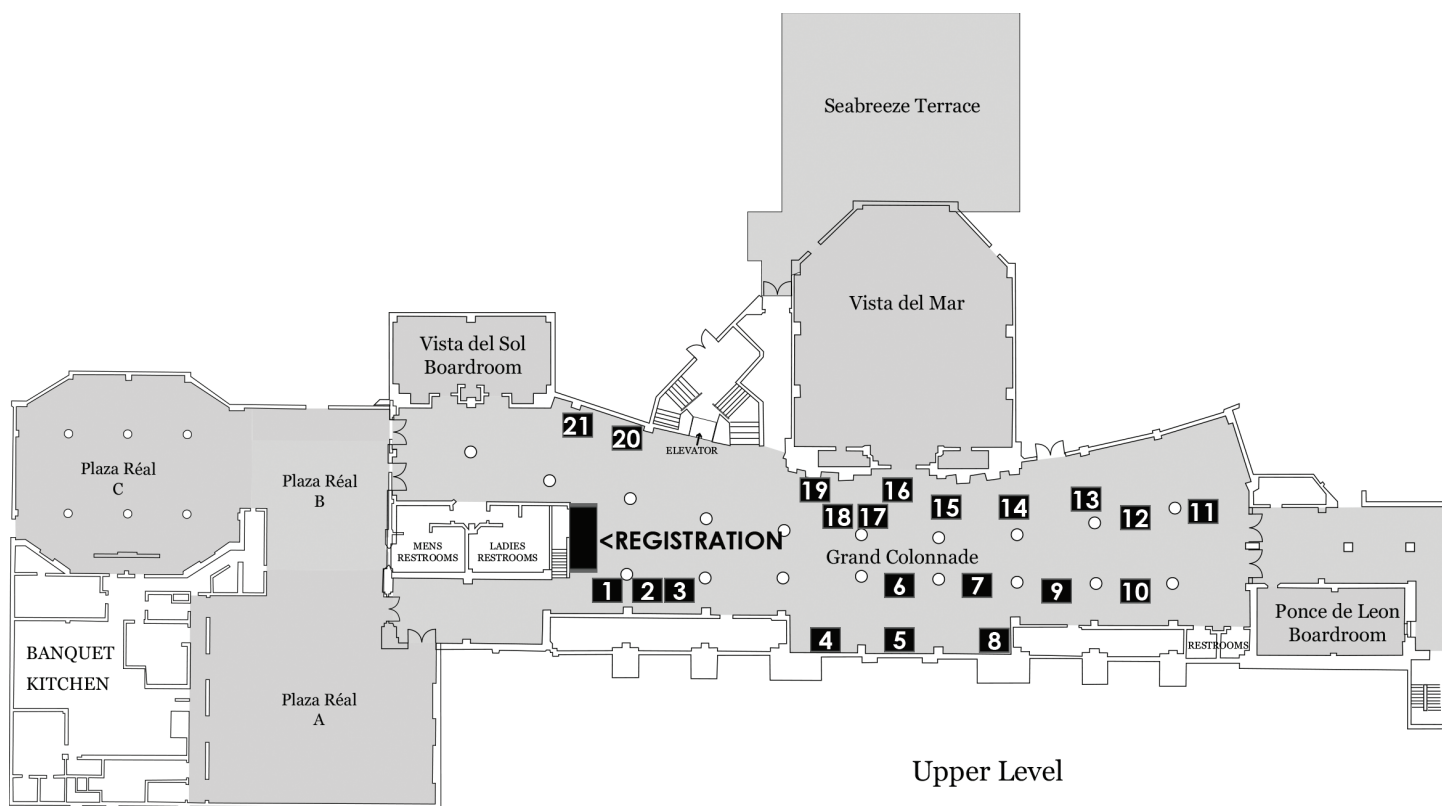 Seabreeze Terrace
Vista del Mar
Vista del Sol
Boardroom
21
20
ELEVATOR
Plaza Réal
C
Plaza Réal
B
MENS
RESTROOMS
LADIES
RESTROOMS
<REGISTRATION
19
16
18
17
15
14
13
12
11
Grand Colonnade
1
2
3
6
7
9
10
4
5
8
RESTROOMS
Ponce de Leon
Boardroom
BANQUET
KITCHEN
Plaza Réal
A
Upper Level